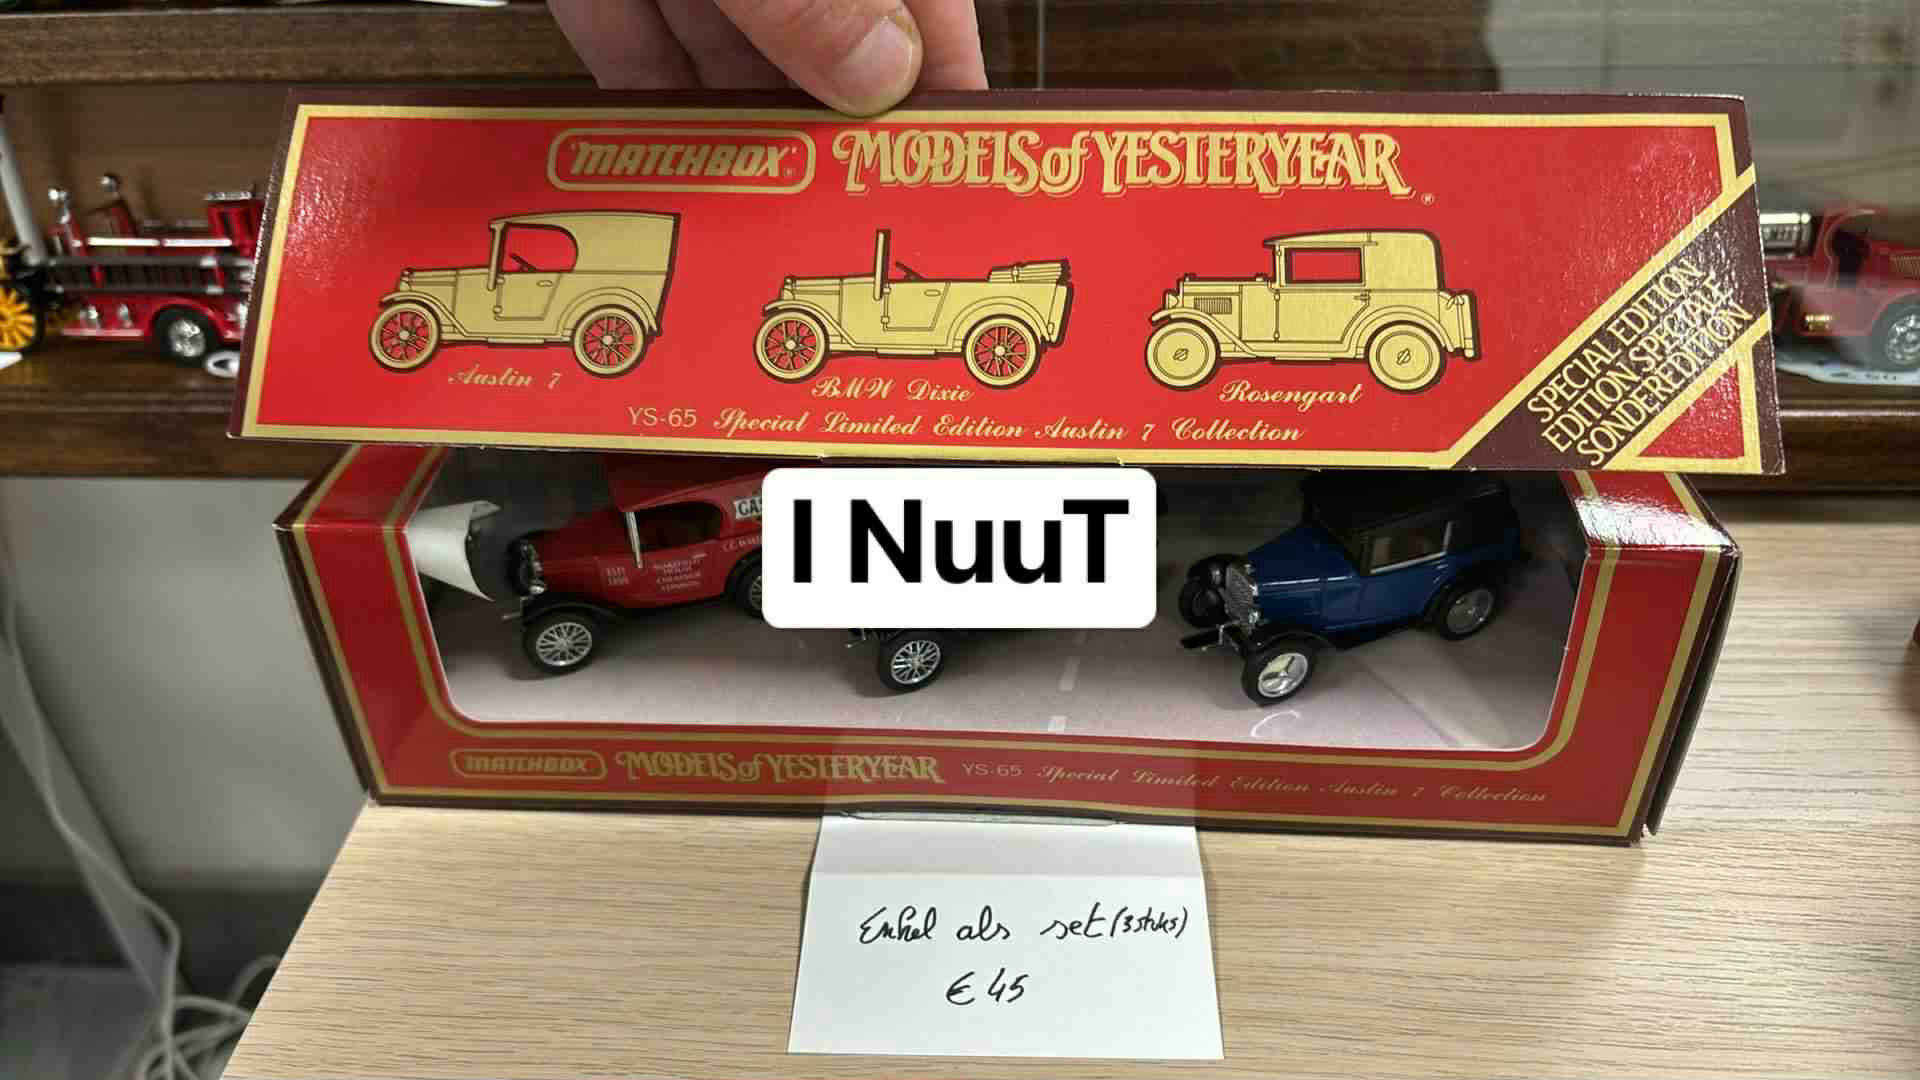 MATCHBOX MODELS of YESTERYEAR
Austin 7
BMW Dixie
Rosengart
YS-65 Special Limited Edition Austin 7 Collection
SPECIAL EDITION
EDITION SPECIALE
SONDEREDITION
I NuuT
MATCHBOX MODELS of YESTERYEAR YS-65 Special Limited Edition Austin 7 Collection
Enkel als set (3 stuks)
€ 45